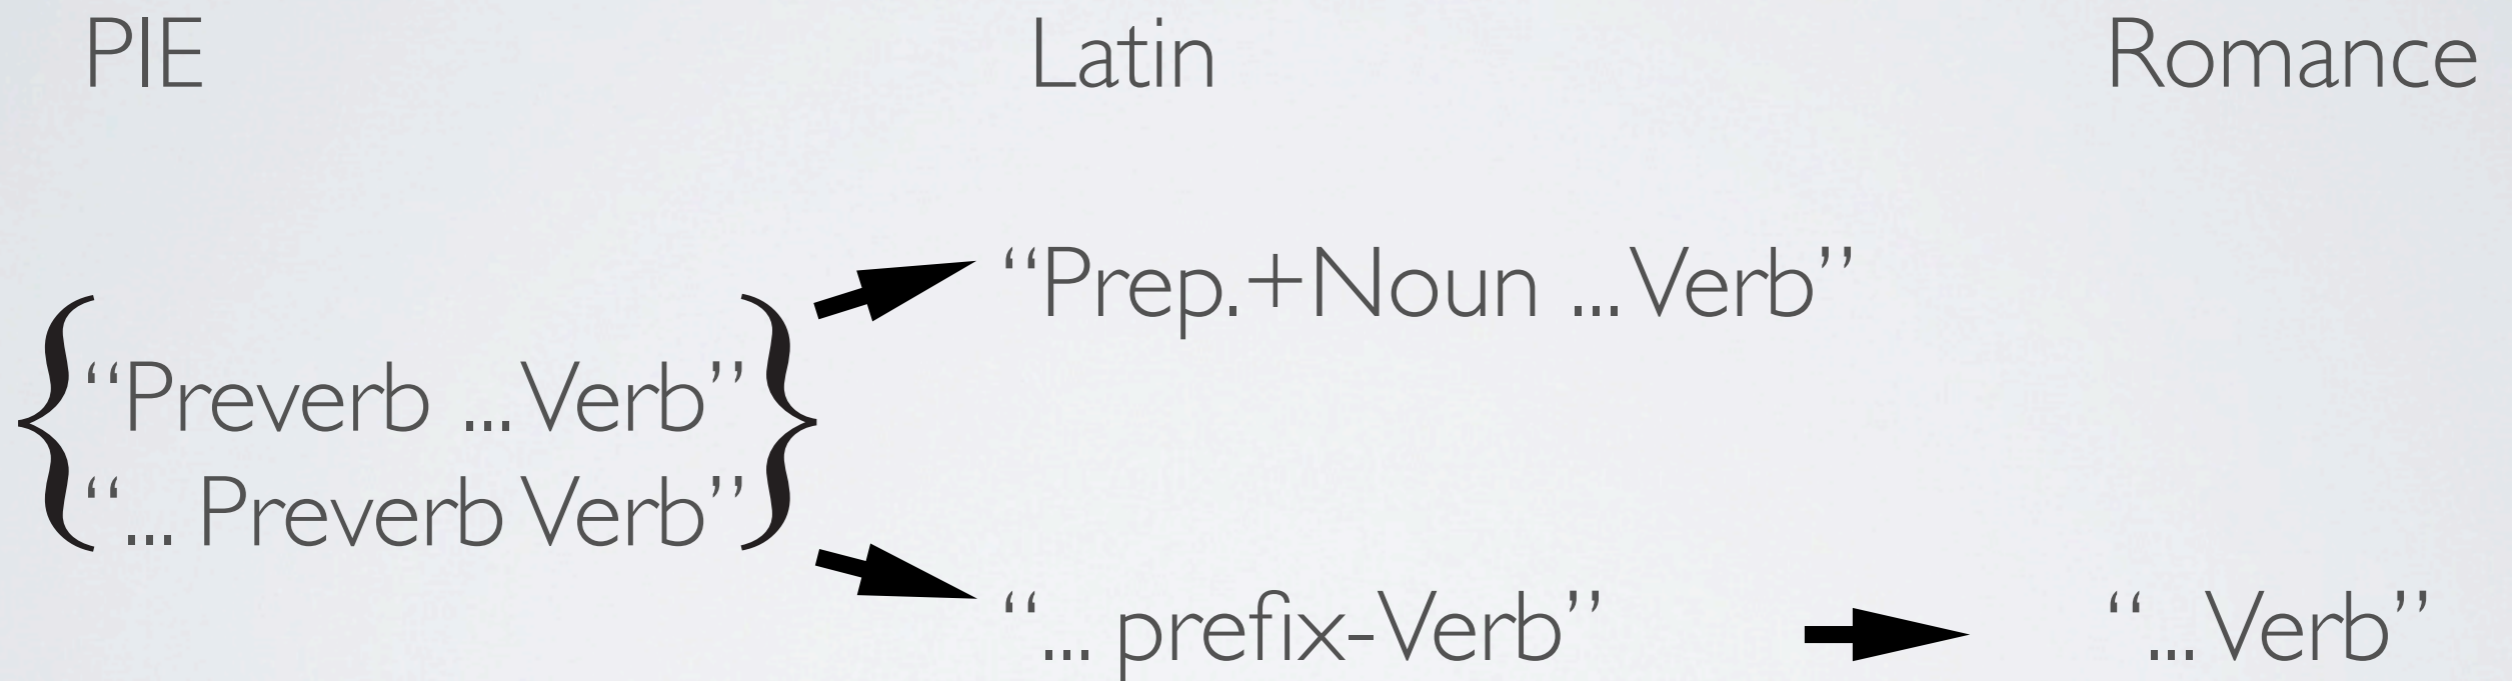 PIE Latin Romance
“Prep.+Noun ... Verb”
“Preverb ... Verb”
“... Preverb Verb”
“... prefix-Verb” “... Verb”